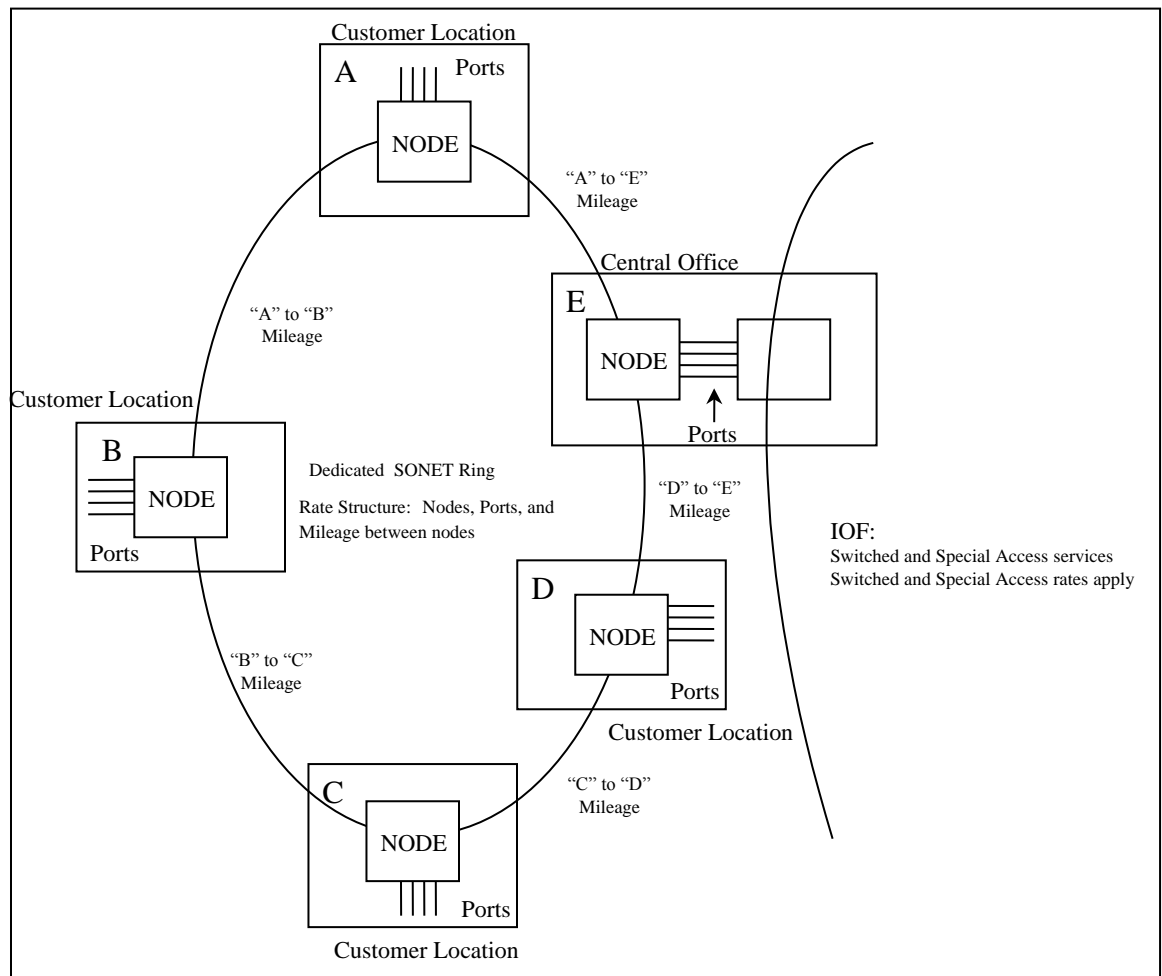 Customer Location
A
Ports
NODE
“A” to “E”
Mileage
Central Office
E
NODE
Ports
“A” to “B”
Mileage
Customer Location
B
NODE
Ports
Dedicated SONET Ring
Rate Structure: Nodes, Ports, and
Mileage between nodes
“D” to “E”
Mileage
IOF:
Switched and Special Access services
Switched and Special Access rates apply
D
NODE
Ports
Customer Location
“B” to “C”
Mileage
“C” to “D”
Mileage
C
NODE
Ports
Customer Location